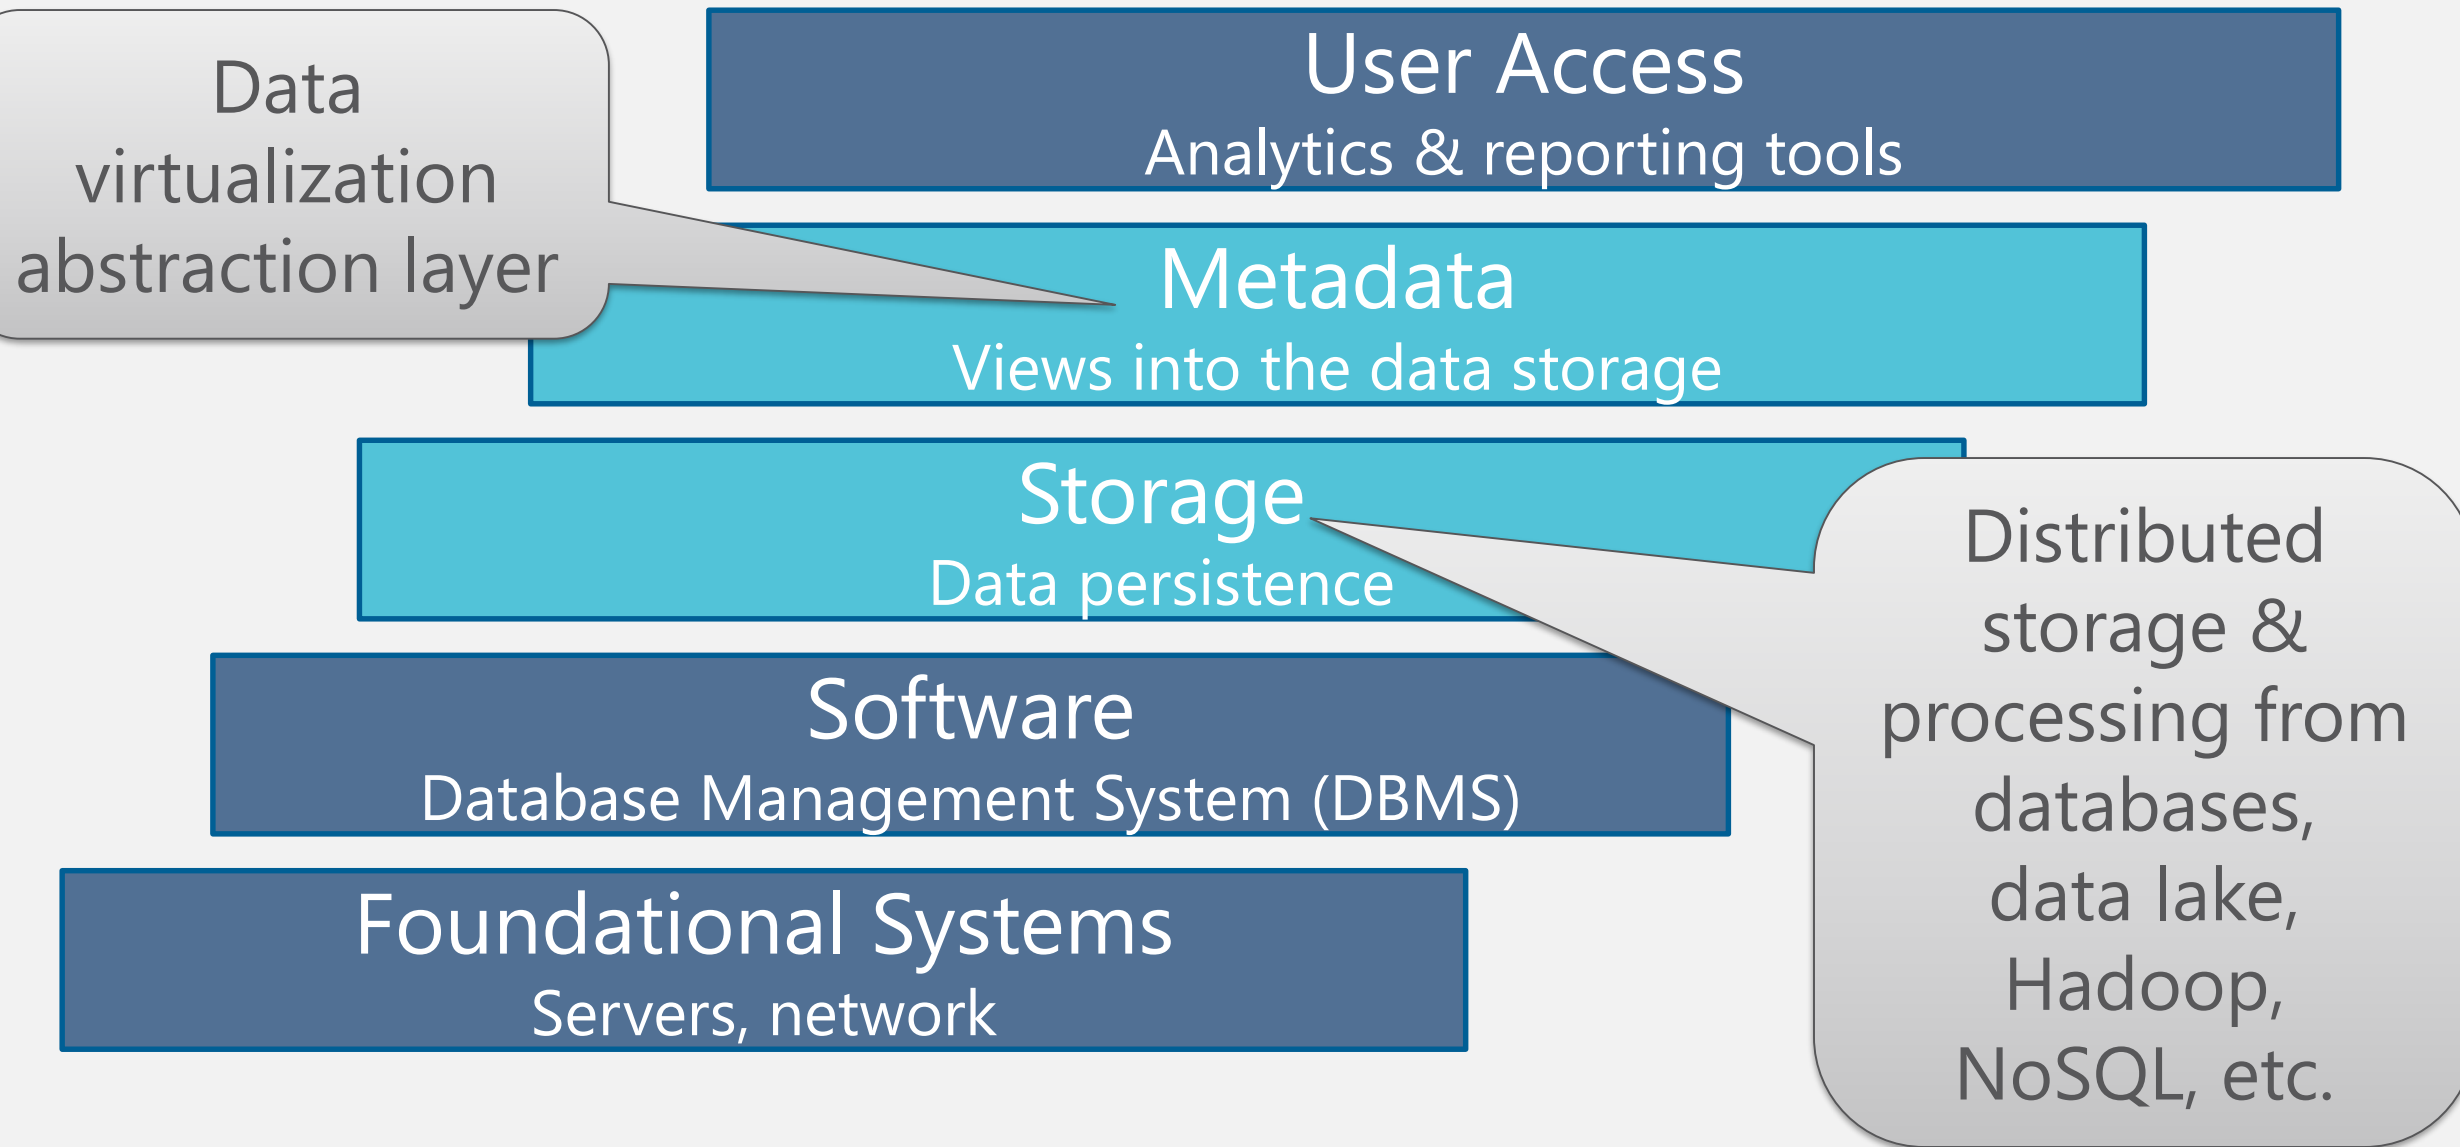 Data
virtualization
abstraction layer
User Access
Analytics & reporting tools
Metadata
Views into the data storage
Storage
Data persistence
Distributed
storage &
processing from
databases,
data lake,
Hadoop,
NoSQL, etc.
Software
Database Management System (DBMS)
Foundational Systems
Servers, network